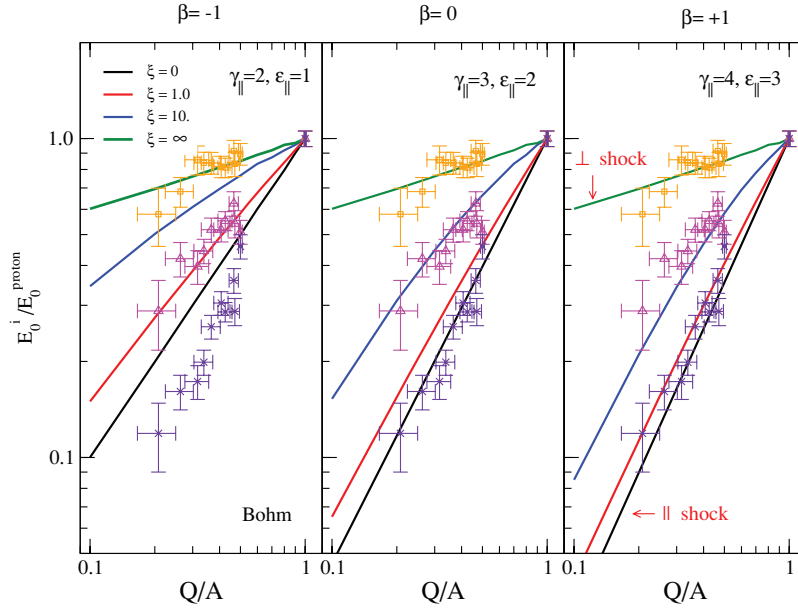 β= -1
β= 0
β= +1
ξ = 0
ξ = 1.0
ξ = 10.
ξ = ∞
γ∥=2, ε∥=1
γ∥=3, ε∥=2
γ∥=4, ε∥=3
⊥ shock
∥ shock
Bohm
E₀ⁱ/E₀ᵖʳᵒᵗᵒⁿ
1.0
0.1
0.1 1
0.1 1
0.1 1
Q/A
Q/A
Q/A